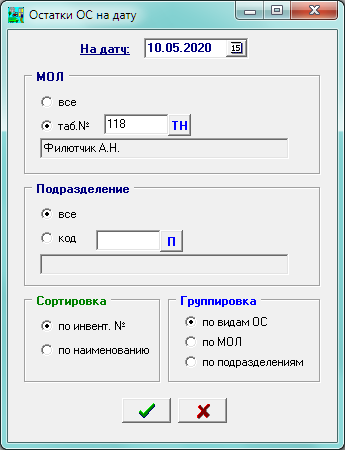 Остатки ОС на дату
На дату: 10.05.2020 15
МОЛ
все
таб.№ 118 ТН
Филютчик А.Н.
Подразделение
все
код П
Сортировка
по инвент. №
по наименованию
Группировка
по видам ОС
по МОЛ
по подразделениям